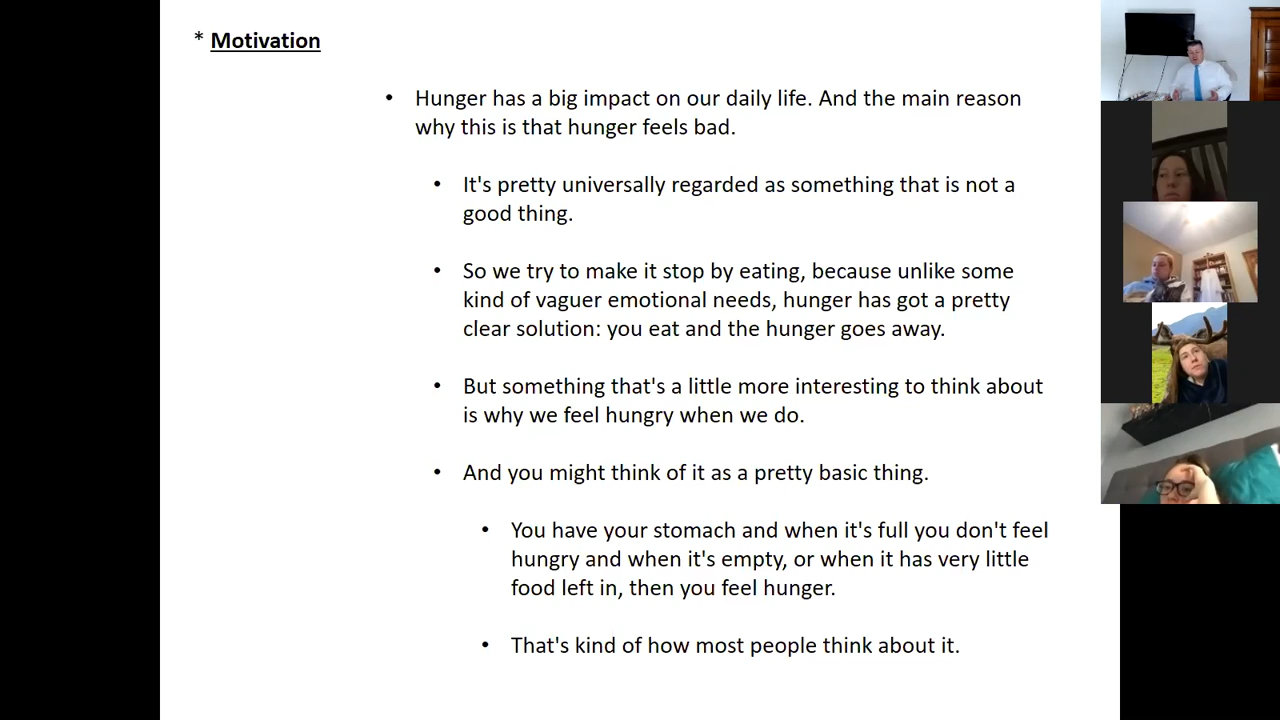 * Motivation
• Hunger has a big impact on our daily life. And the main reason
why this is that hunger feels bad.
• It's pretty universally regarded as something that is not a
good thing.
• So we try to make it stop by eating, because unlike some
kind of vaguer emotional needs, hunger has got a pretty
clear solution: you eat and the hunger goes away.
• But something that's a little more interesting to think about
is why we feel hungry when we do.
• And you might think of it as a pretty basic thing.
• You have your stomach and when it's full you don't feel
hungry and when it's empty, or when it has very little
food left in, then you feel hunger.
• That's kind of how most people think about it.